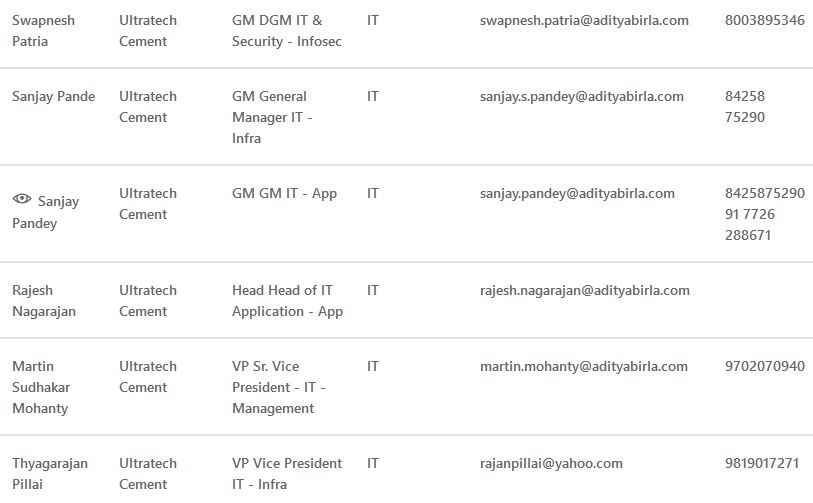 Swapnesh Patria Ultratech Cement GM DGM IT & Security - Infosec IT swapnesh.patria@adityabirla.com 8003895346
Sanjay Pande Ultratech Cement GM General Manager IT - Infra IT sanjay.s.pandey@adityabirla.com 84258 75290
Sanjay Pandey Ultratech Cement GM GM IT - App IT sanjay.pandey@adityabirla.com 8425875290 91 7726 288671
Rajesh Nagarajan Ultratech Cement Head Head of IT Application - App IT rajesh.nagarajan@adityabirla.com
Martin Sudhakar Mohanty Ultratech Cement VP Sr. Vice President - IT - Management IT martin.mohanty@adityabirla.com 9702070940
Thyagarajan Pillai Ultratech Cement VP Vice President IT - Infra IT rajanpillai@yahoo.com 9819017271